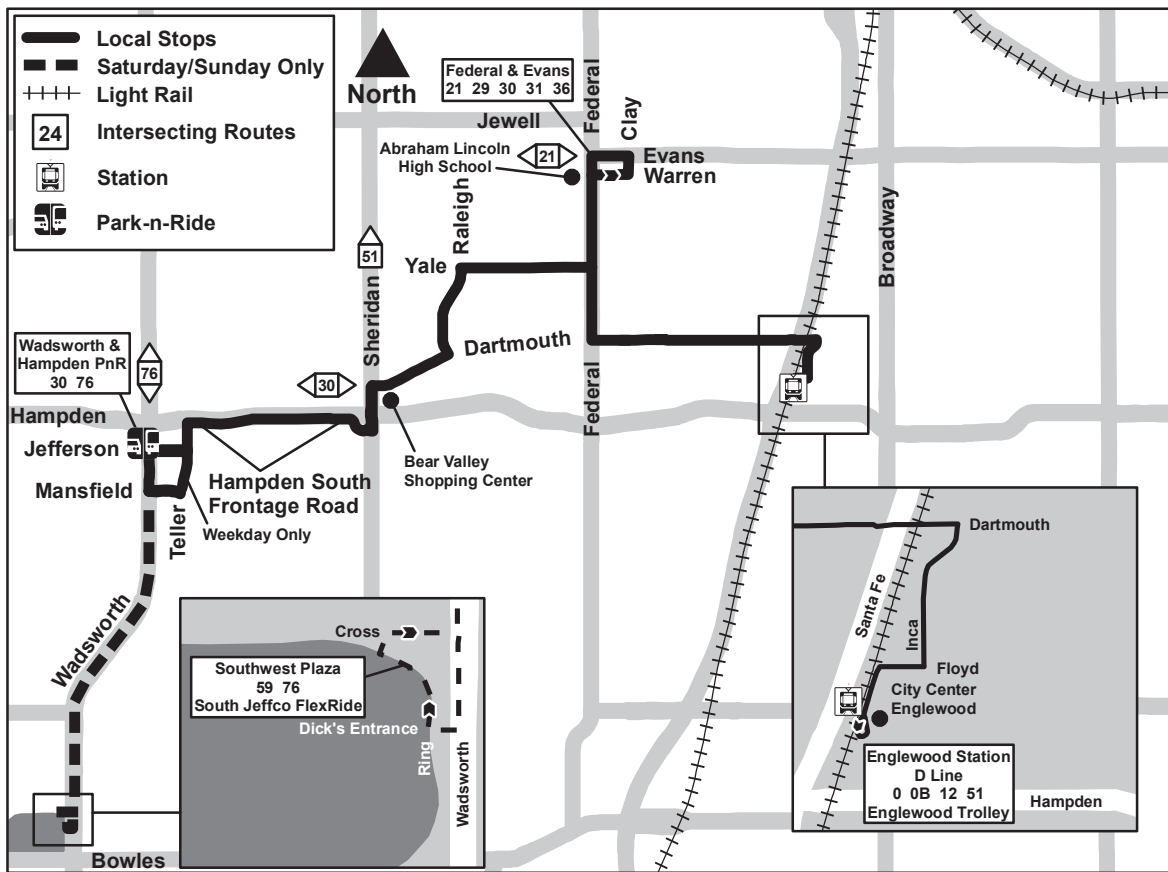 Local Stops
Saturday/Sunday Only
Light Rail
24
Intersecting Routes
Station
Park-n-Ride
North
Federal & Evans
21 29 30 31 36
Federal
Clay
Jewell
Abraham Lincoln
High School
21
Evans
Warren
Raleigh
51
Sheridan
Yale
Broadway
Dartmouth
Wadsworth &
Hampden PnR
30 76
76
30
Hampden
Federal
Jefferson
Mansfield
Teller
Hampden South
Frontage Road
Weekday Only
Bear Valley
Shopping Center
Wadsworth
Cross
Southwest Plaza
59 76
South Jeffco FlexRide
Dick's Entrance
Ring
Wadsworth
Bowles
Dartmouth
Santa Fe
Inca
Floyd
City Center
Englewood
Englewood Station
D Line
0 0B 12 51
Englewood Trolley
Hampden